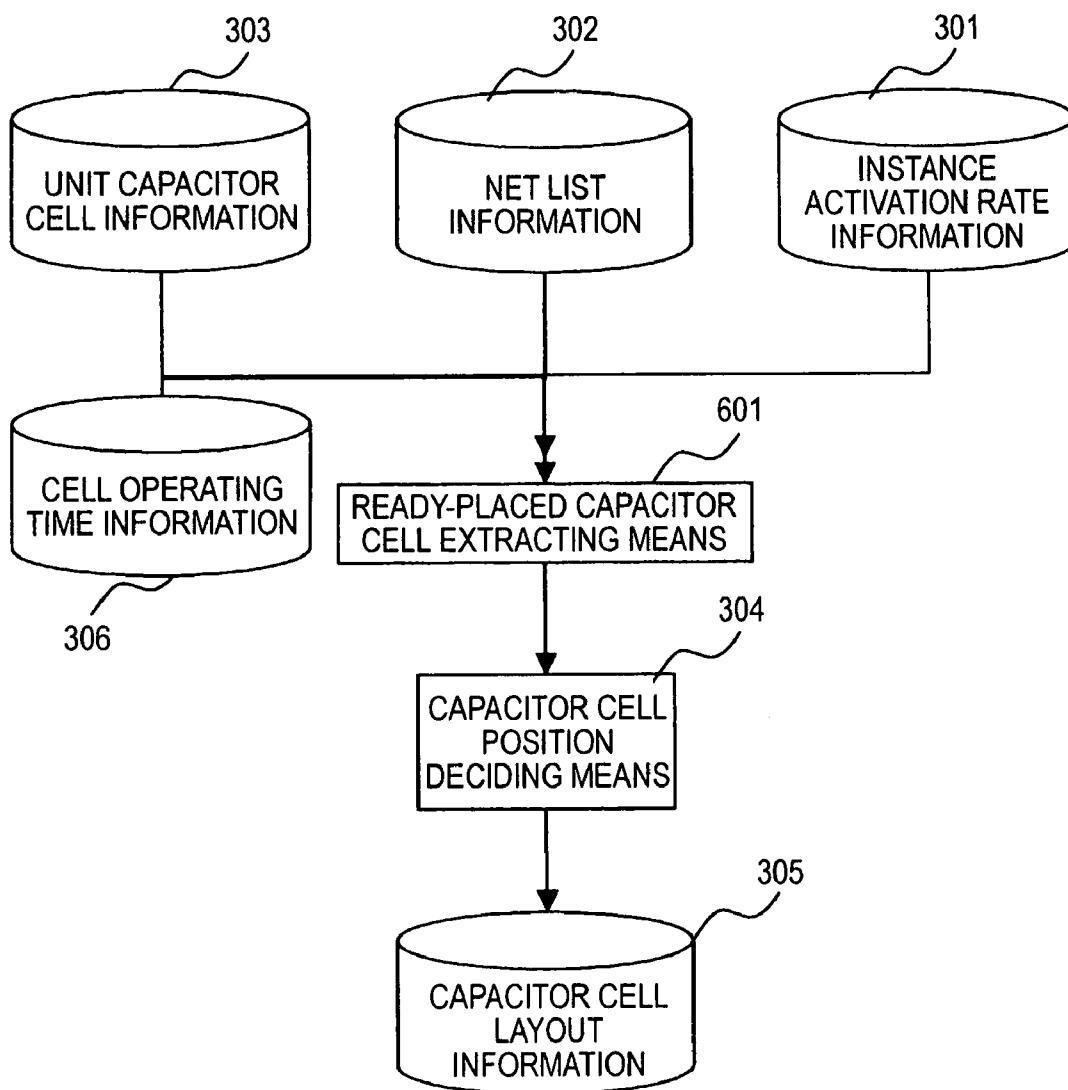 303
302
301
UNIT CAPACITOR
CELL INFORMATION
NET LIST
INFORMATION
INSTANCE
ACTIVATION RATE
INFORMATION
CELL OPERATING
TIME INFORMATION
306
601
READY-PLACED CAPACITOR
CELL EXTRACTING MEANS
304
CAPACITOR CELL
POSITION
DECIDING MEANS
305
CAPACITOR CELL
LAYOUT
INFORMATION